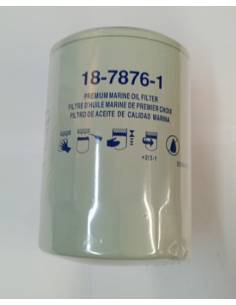 18-7876-1
PREMIUM MARINE OIL FILTER
FILTRE D'HUILE MARINE DE PREMIER CHOIX
FILTRO DE ACEITE DE CALIDAD MARINA